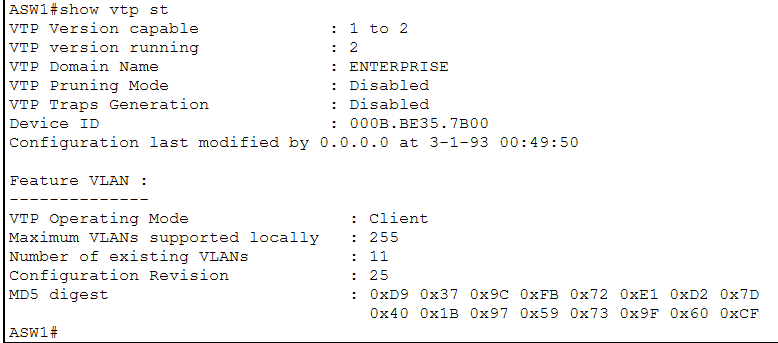 ASW1#show vtp st
VTP Version capable : 1 to 2
VTP version running : 2
VTP Domain Name : ENTERPRISE
VTP Pruning Mode : Disabled
VTP Traps Generation : Disabled
Device ID : 000B.BE35.7B00
Configuration last modified by 0.0.0.0 at 3-1-93 00:49:50
Feature VLAN :
--------------
VTP Operating Mode : Client
Maximum VLANs supported locally : 255
Number of existing VLANs : 11
Configuration Revision : 25
MD5 digest : 0xD9 0x37 0x9C 0xFB 0x72 0xE1 0xD2 0x7D
0x40 0x1B 0x97 0x59 0x73 0x9F 0x60 0xCF
ASW1#